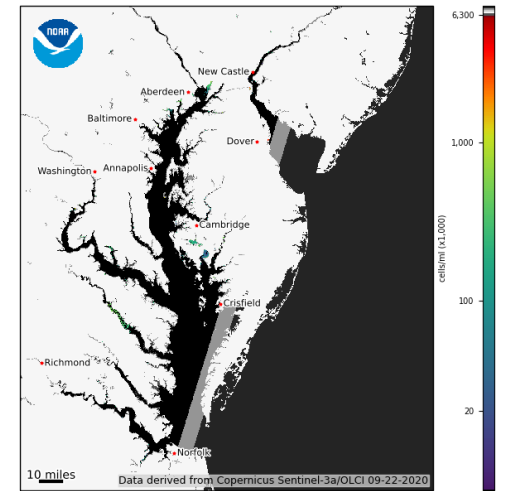 NOAA
6,300
New Castle
Aberdeen
Baltimore
1,000
Dover
Washington
Annapolis
Cambridge
cells/ml (x1,000)
100
Crisfield
Richmond
20
Norfolk
10 miles
Data derived from Copernicus Sentinel-3a/OLCI 09-22-2020